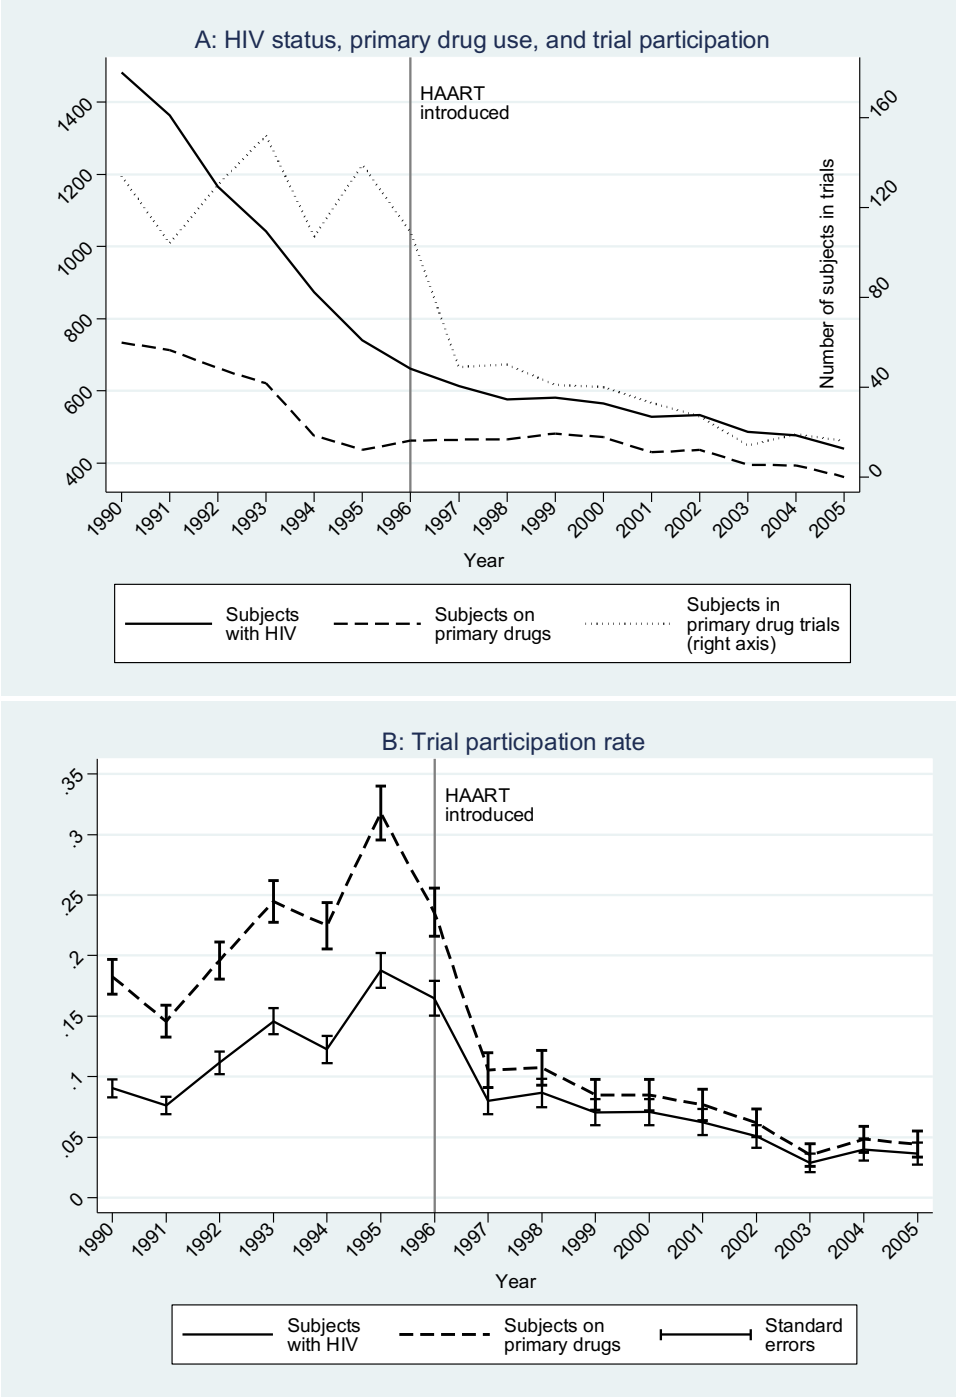 A: HIV status, primary drug use, and trial participation
HAART
introduced
1400
1200
1000
800
600
400
160
120
80
40
0
Number of subjects in trials
1990
1991
1992
1993
1994
1995
1996
1997
1998
1999
2000
2001
2002
2003
2004
2005
Year
Subjects
with HIV
Subjects on
primary drugs
Subjects in
primary drug trials
(right axis)
B: Trial participation rate
HAART
introduced
.35
.3
.25
.2
.15
.1
.05
0
1990
1991
1992
1993
1994
1995
1996
1997
1998
1999
2000
2001
2002
2003
2004
2005
Year
Subjects
with HIV
Subjects on
primary drugs
Standard
errors